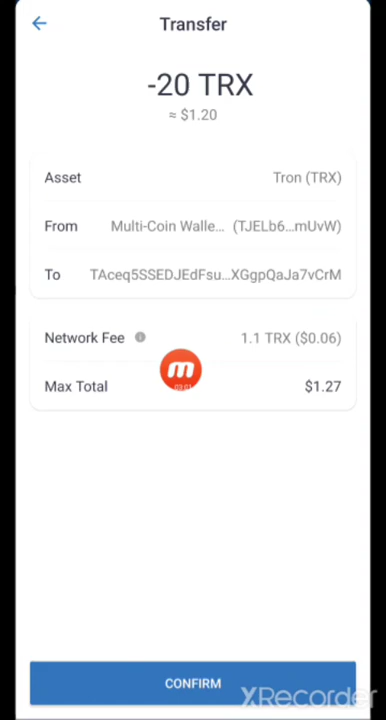 Transfer
-20 TRX
≈ $1.20
Asset Tron (TRX)
From Multi-Coin Walle... (TJELb6...mUvW)
To TAceq5SSEDJEdFsu...XGgpQaJa7vCrM
Network Fee 1.1 TRX ($0.06)
m
Max Total $1.27
CONFIRM
XRecorder